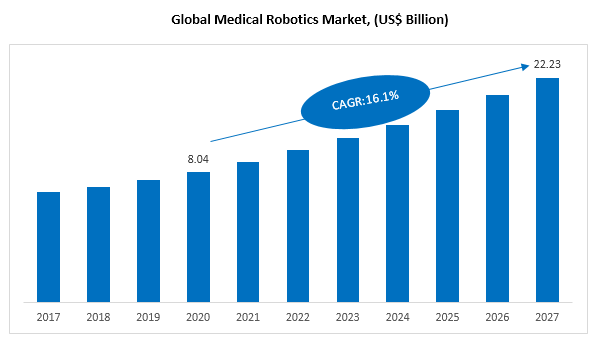 Global Medical Robotics Market, (US$ Billion)
22.23
CAGR:16.1%
8.04
2017 2018 2019 2020 2021 2022 2023 2024 2025 2026 2027